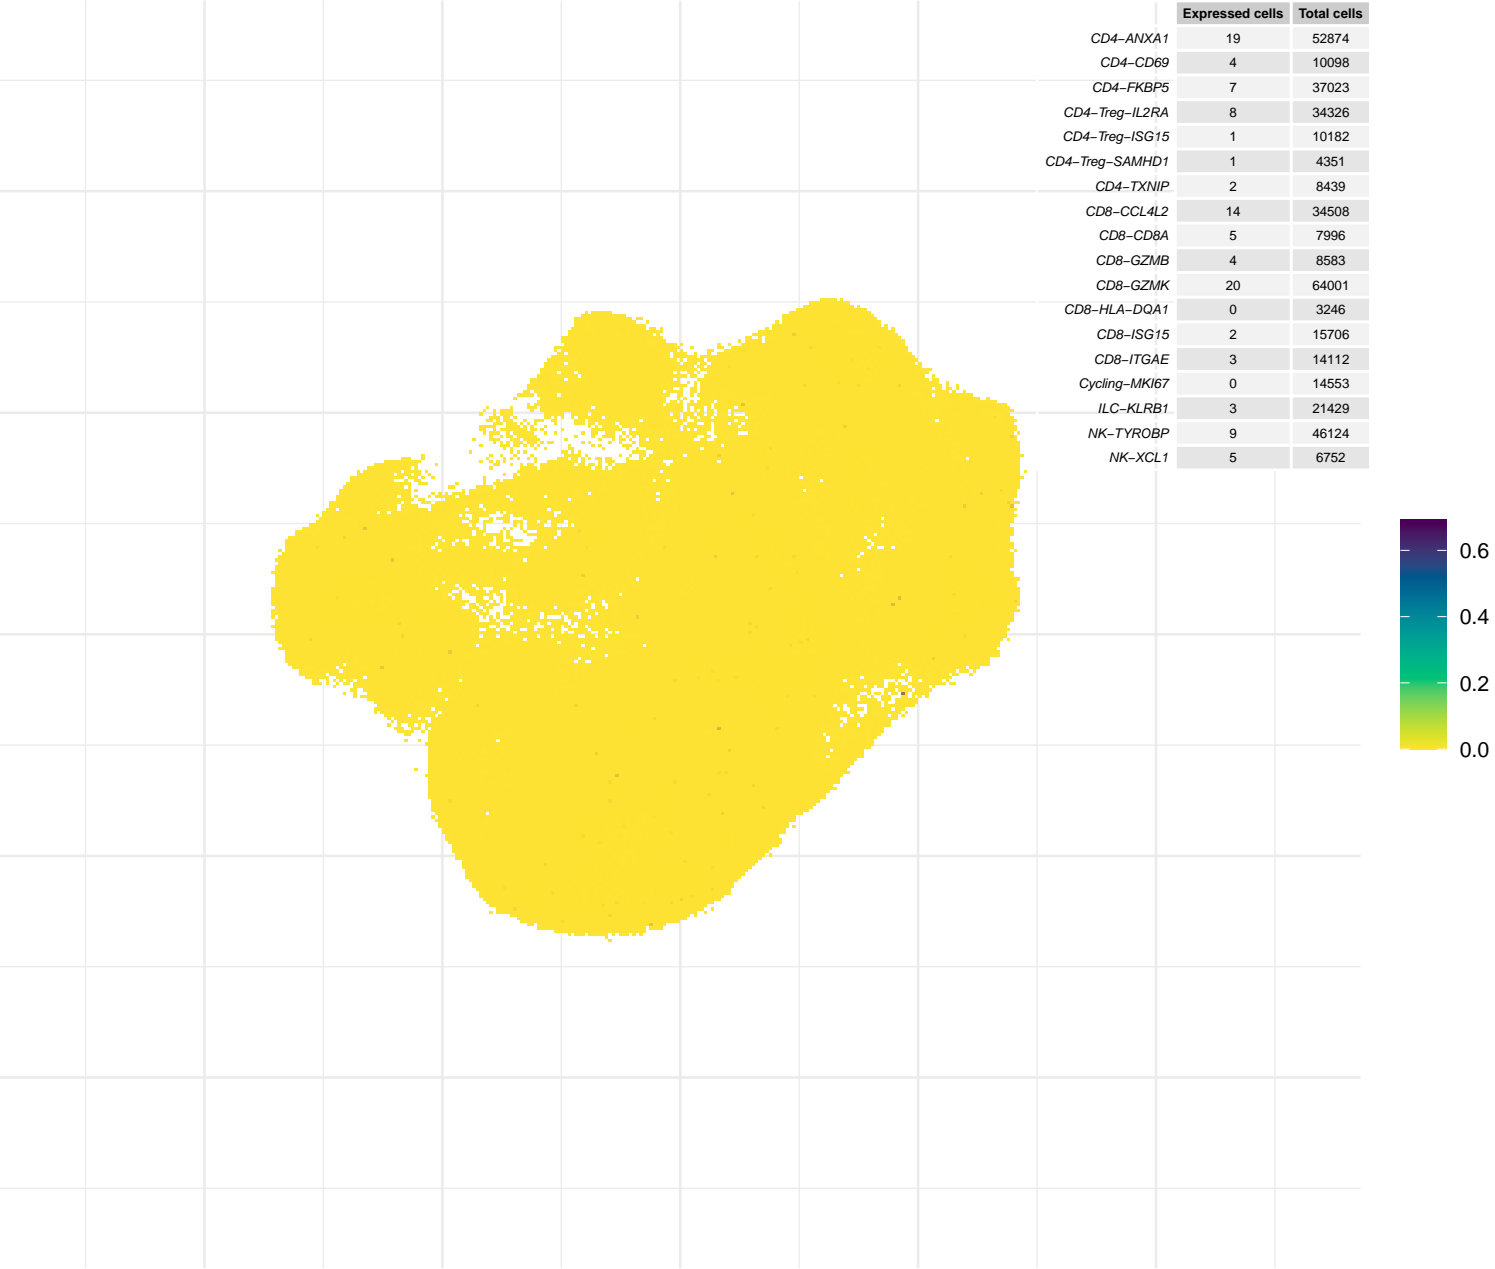 Expressed cells Total cells
CD4−ANXA1 19 52874
CD4−CD69 4 10098
CD4−FKBP5 7 37023
CD4−Treg−IL2RA 8 34326
CD4−Treg−ISG15 1 10182
CD4−Treg−SAMHD1 1 4351
CD4−TXNIP 2 8439
CD8−CCL4L2 14 34508
CD8−CD8A 5 7996
CD8−GZMB 4 8583
CD8−GZMK 20 64001
CD8−HLA−DQA1 0 3246
CD8−ISG15 2 15706
CD8−ITGAE 3 14112
Cycling−MKI67 0 14553
ILC−KLRB1 3 21429
NK−TYROBP 9 46124
NK−XCL1 5 6752
0.6
0.4
0.2
0.0